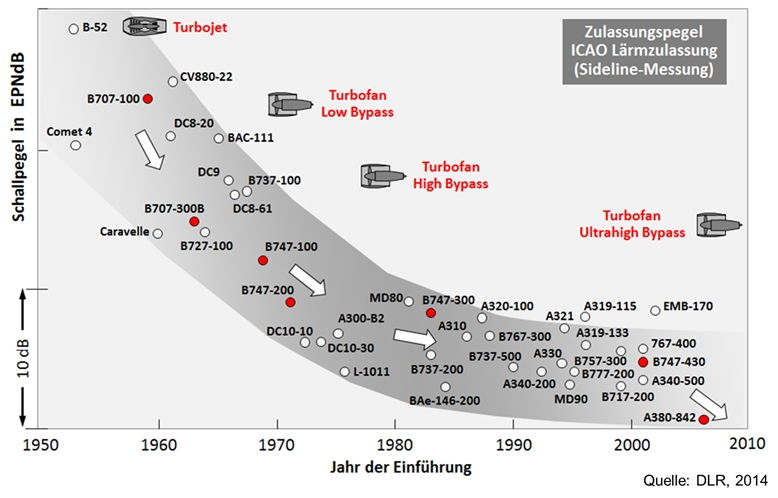 B-52
Turbojet
Zulassungspegel
ICAO Lärmzulassung
(Sideline-Messung)
CV880-22
B707-100
Turbofan
Low Bypass
DC8-20
Comet 4
BAC-111
DC9
B737-100
Turbofan
High Bypass
DC8-61
B707-300B
Caravelle
B727-100
Turbofan
Ultrahigh Bypass
B747-100
B747-200
MD80
B747-300
A320-100
A321
A319-115
EMB-170
A300-B2
A310
B767-300
A319-133
DC10-10
DC10-30
767-400
B737-500
A330
B757-300
B747-430
L-1011
B737-200
B777-200
A340-200
A340-500
BAe-146-200
MD90
B717-200
A380-842
Schallpegel in EPNdB
10 dB
1950
1960
1970
1980
1990
2000
2010
Jahr der Einführung
Quelle: DLR, 2014